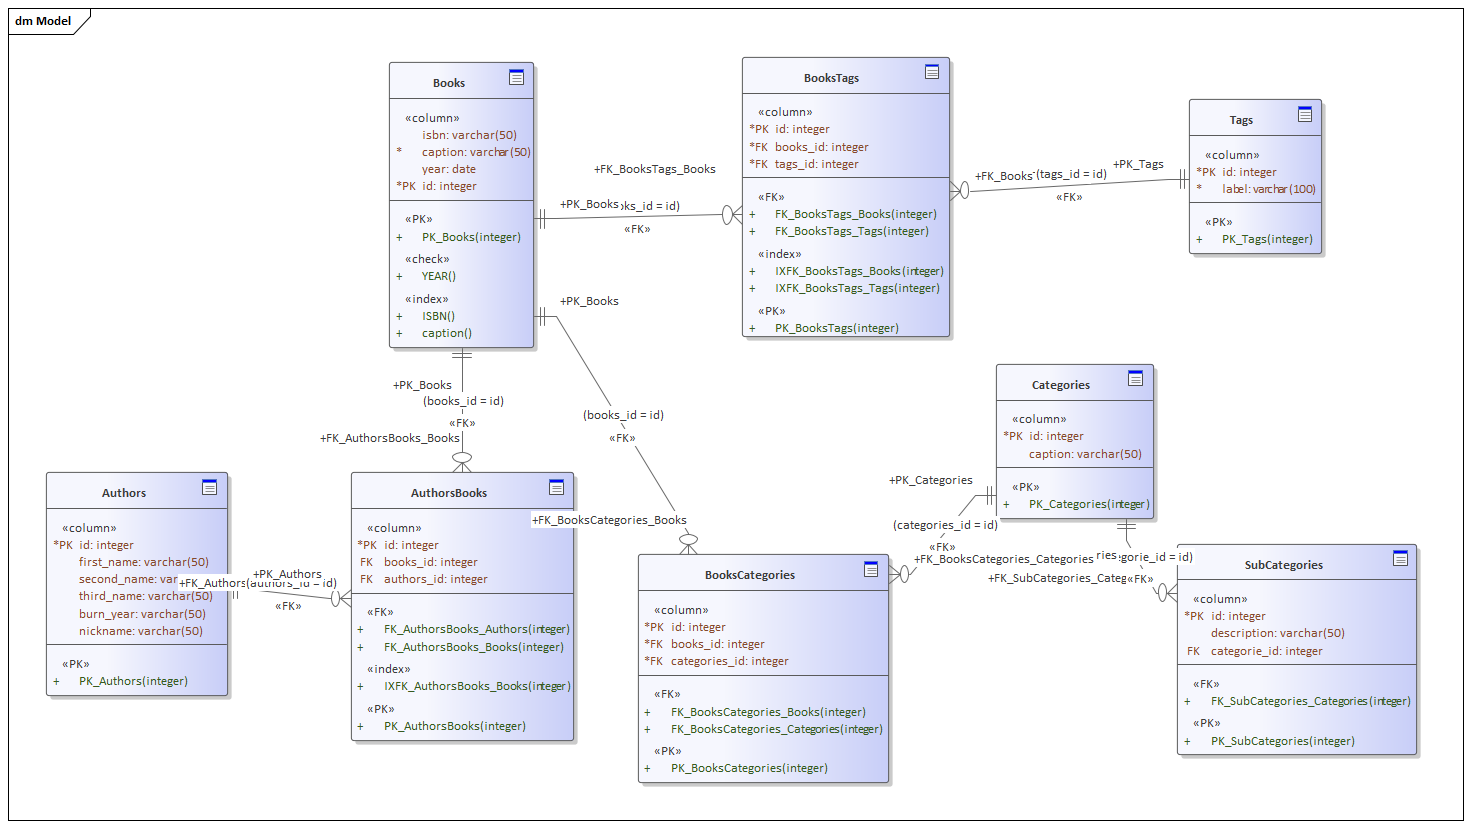 dm Model
Books
«column»
isbn: varchar(50)
* caption: varchar(50)
year: date
*PK id: integer
«PK»
+ PK_Books(integer)
«check»
+ YEAR()
«index»
+ ISBN()
+ caption()
BooksTags
«column»
*PK id: integer
*FK books_id: integer
*FK tags_id: integer
«FK»
+ FK_BooksTags_Books(integer)
+ FK_BooksTags_Tags(integer)
«index»
+ IXFK_BooksTags_Books(integer)
+ IXFK_BooksTags_Tags(integer)
«PK»
+ PK_BooksTags(integer)
Tags
«column»
*PK id: integer
* label: varchar(100)
«PK»
+ PK_Tags(integer)
+FK_BooksTags_Books
+PK_Books
ks_id = id)
«FK»
+PK_Tags
+FK_Books
(tags_id = id)
«FK»
+PK_Books
(books_id = id)
«FK»
+FK_BooksCategories_Books
+PK_Books
(books_id = id)
«FK»
+FK_AuthorsBooks_Books
Authors
«column»
*PK id: integer
first_name: varchar(50)
second_name: var
third_name: varchar(50)
burn_year: varchar(50)
nickname: varchar(50)
«PK»
+ PK_Authors(integer)
+PK_Authors
+FK_Authors
(authors_id = id)
«FK»
AuthorsBooks
«column»
*PK id: integer
FK books_id: integer
FK authors_id: integer
«FK»
+ FK_AuthorsBooks_Authors(integer)
+ FK_AuthorsBooks_Books(integer)
«index»
+ IXFK_AuthorsBooks_Books(integer)
«PK»
+ PK_AuthorsBooks(integer)
BooksCategories
«column»
*PK id: integer
*FK books_id: integer
*FK categories_id: integer
«FK»
+ FK_BooksCategories_Books(integer)
+ FK_BooksCategories_Categories(integer)
«PK»
+ PK_BooksCategories(integer)
Categories
«column»
*PK id: integer
caption: varchar(50)
«PK»
+ PK_Categories(integer)
+PK_Categories
(categories_id = id)
«FK»
+FK_BooksCategories_Categories
ries
gorie_id = id)
+FK_SubCategories_Categ
«FK»
SubCategories
«column»
*PK id: integer
description: varchar(50)
FK categorie_id: integer
«FK»
+ FK_SubCategories_Categories(integer)
«PK»
+ PK_SubCategories(integer)